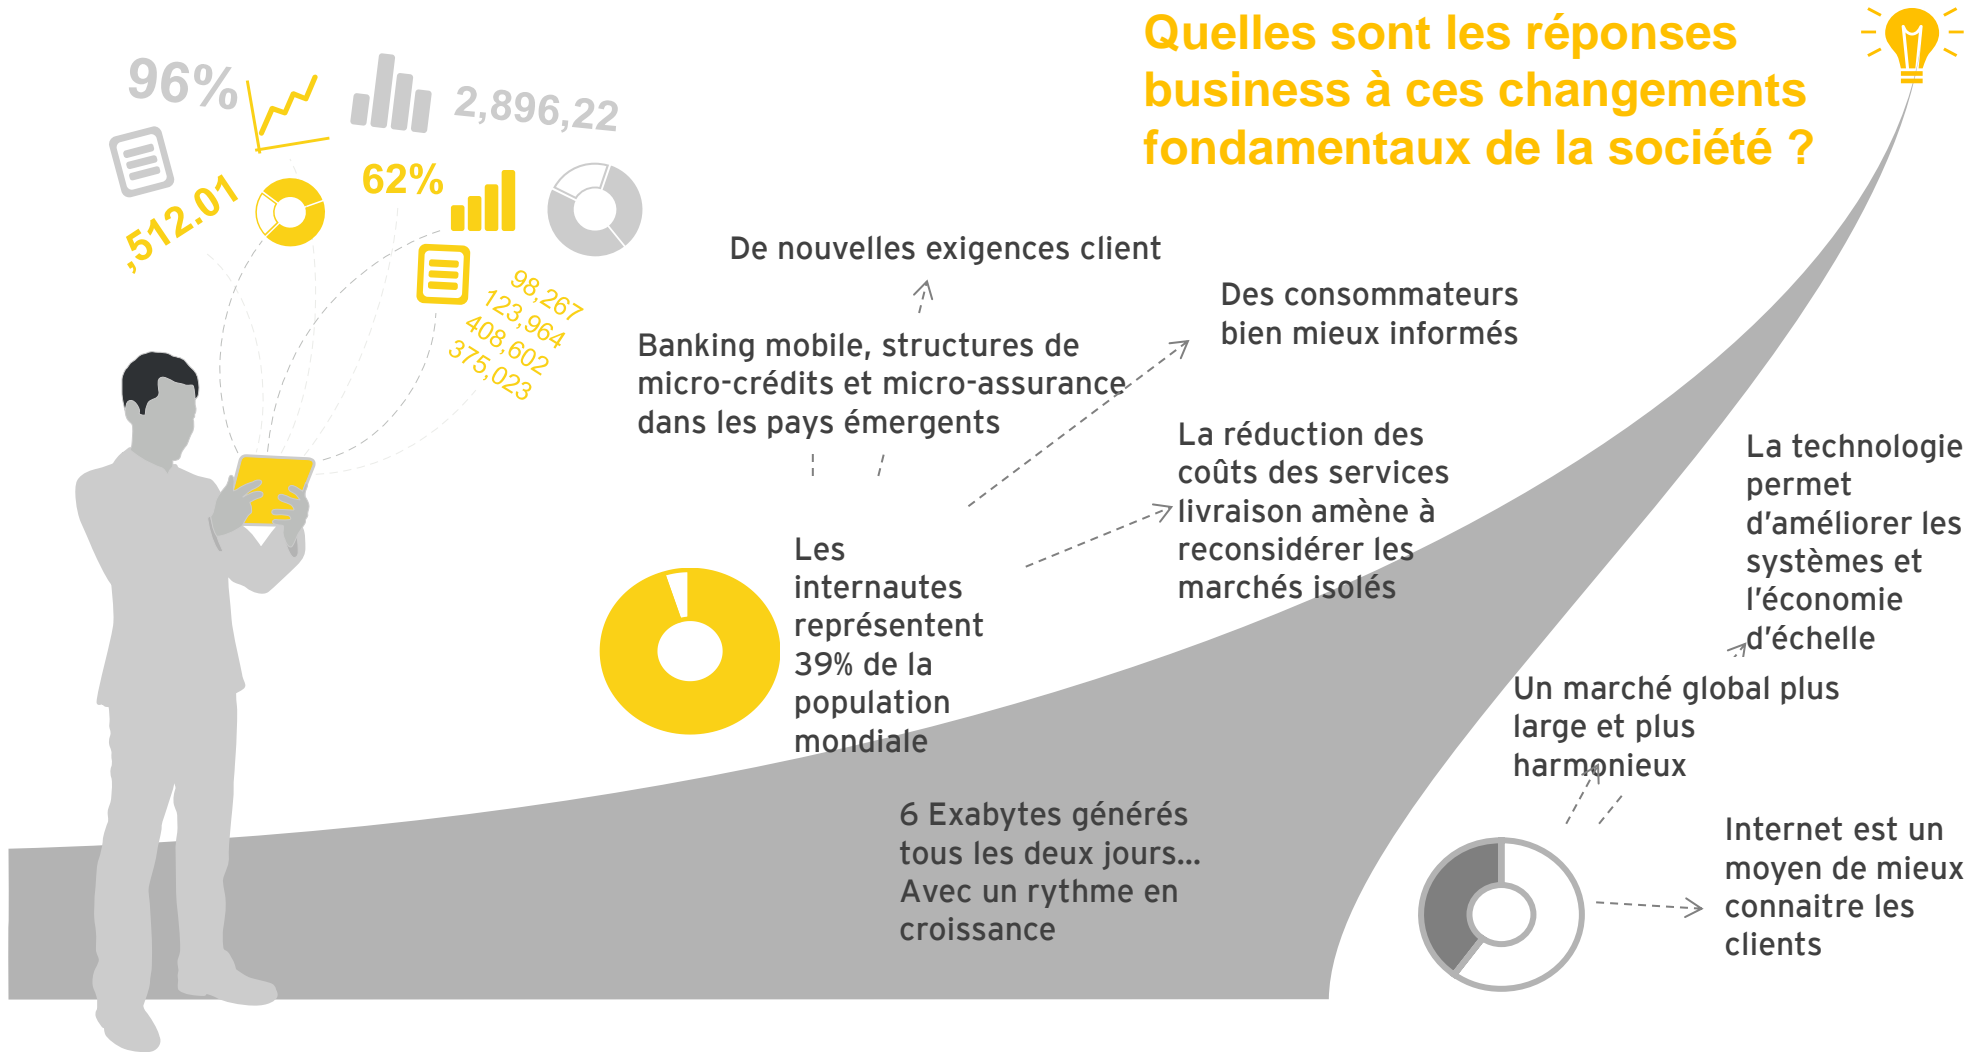 Quelles sont les réponses
business à ces changements
fondamentaux de la société ?
96%
2,896,22
,512.01
62%
98,267
123,964
408,602
375,023
De nouvelles exigences client
Des consommateurs
bien mieux informés
Banking mobile, structures de
micro-crédits et micro-assurance
dans les pays émergents
La réduction des
coûts des services
livraison amène à
reconsidérer les
marchés isolés
La technologie
permet
d'améliorer les
systèmes et
l'économie
d'échelle
Les
internautes
représentent
39% de la
population
mondiale
Un marché global plus
large et plus
harmonieux
6 Exabytes générés
tous les deux jours...
Avec un rythme en
croissance
Internet est un
moyen de mieux
connaitre les
clients